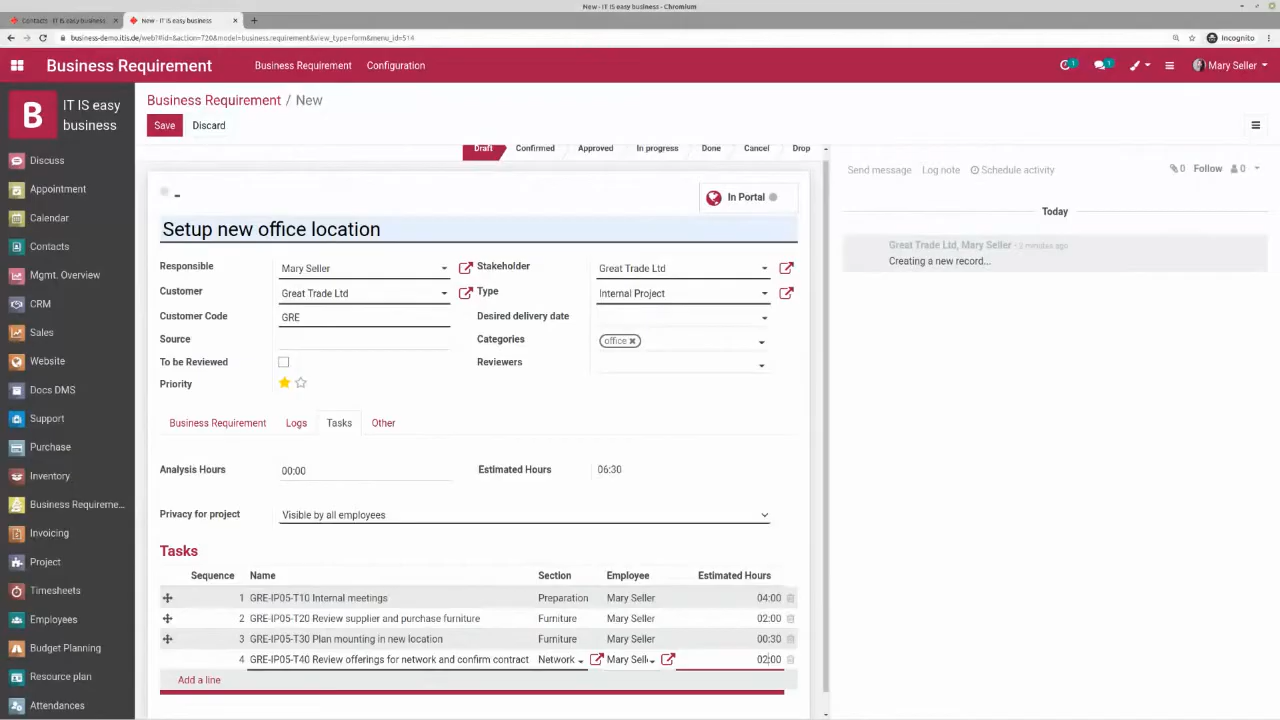 New - IT IS easy business - Chromium
Contacts - IT IS easy business
New - IT IS easy business
business-demo.itis.de/web?#id=&action=720&model=business.requirement&view_type=form&menu_id=514
Incognito
Business Requirement
Business Requirement
Configuration
1
1
Mary Seller
B
IT IS easy business
Discuss
Appointment
Calendar
Contacts
Mgmt. Overview
CRM
Sales
Website
Docs DMS
Support
Purchase
Inventory
Business Requireme...
Invoicing
Project
Timesheets
Employees
Budget Planning
Resource plan
Attendances
Business Requirement / New
Save
Discard
Draft
Confirmed
Approved
In progress
Done
Cancel
Drop
-
In Portal
Setup new office location
Responsible
Mary Seller
Stakeholder
Great Trade Ltd
Customer
Great Trade Ltd
Type
Internal Project
Customer Code
GRE
Desired delivery date
Source
Categories
office
To be Reviewed
Reviewers
Priority
Business Requirement
Logs
Tasks
Other
Analysis Hours
00:00
Estimated Hours
06:30
Privacy for project
Visible by all employees
Tasks
Sequence Name Section Employee Estimated Hours
1 GRE-IP05-T10 Internal meetings Preparation Mary Seller 04:00
2 GRE-IP05-T20 Review supplier and purchase furniture Furniture Mary Seller 02:00
3 GRE-IP05-T30 Plan mounting in new location Furniture Mary Seller 00:30
4 GRE-IP05-T40 Review offerings for network and confirm contract Network Mary Sell 02:00
Add a line
Send message
Log note
Schedule activity
0
Follow
0
Today
Great Trade Ltd, Mary Seller - 2 minutes ago
Creating a new record...